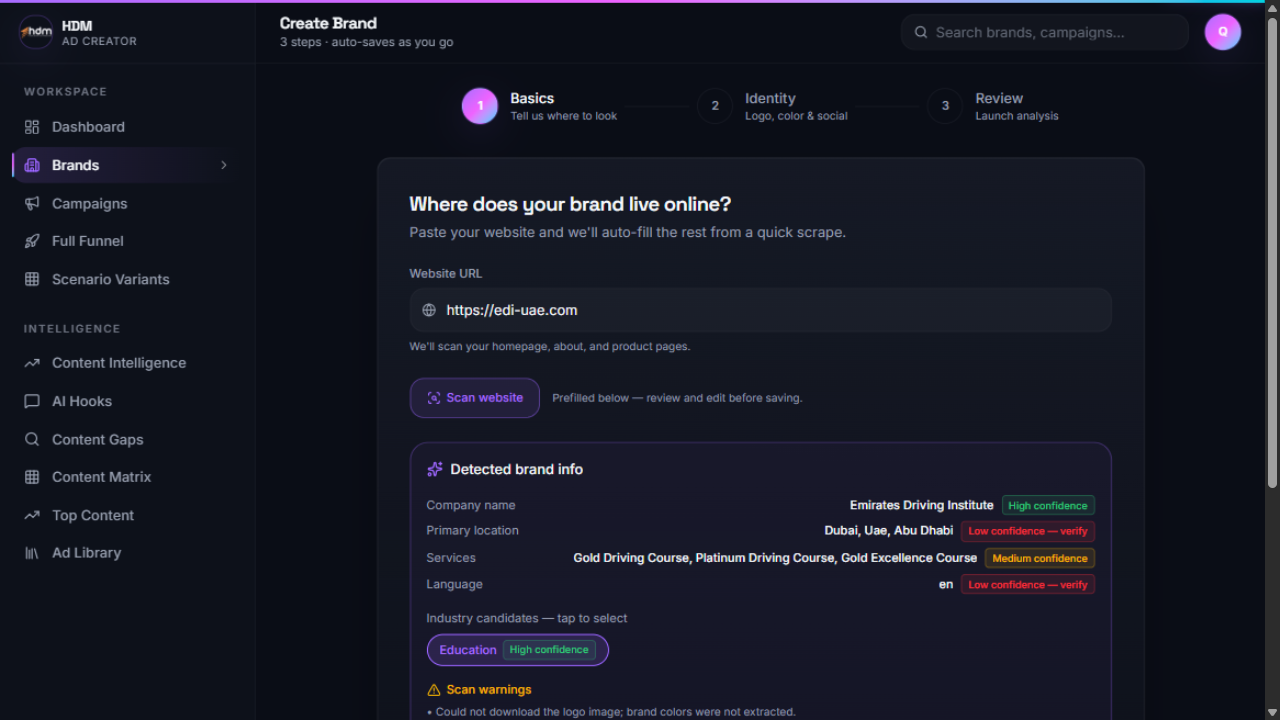 hdm
HDM
AD CREATOR
Create Brand
3 steps · auto-saves as you go
Search brands, campaigns...
Q
WORKSPACE
Dashboard
Brands
Campaigns
Full Funnel
Scenario Variants
INTELLIGENCE
Content Intelligence
AI Hooks
Content Gaps
Content Matrix
Top Content
Ad Library
1
Basics
Tell us where to look
2
Identity
Logo, color & social
3
Review
Launch analysis
Where does your brand live online?
Paste your website and we'll auto-fill the rest from a quick scrape.
Website URL
https://edi-uae.com
We'll scan your homepage, about, and product pages.
Scan website
Prefilled below — review and edit before saving.
Detected brand info
Company name Emirates Driving Institute High confidence
Primary location Dubai, Uae, Abu Dhabi Low confidence — verify
Services Gold Driving Course, Platinum Driving Course, Gold Excellence Course Medium confidence
Language en Low confidence — verify
Industry candidates — tap to select
Education High confidence
Scan warnings
• Could not download the logo image; brand colors were not extracted.